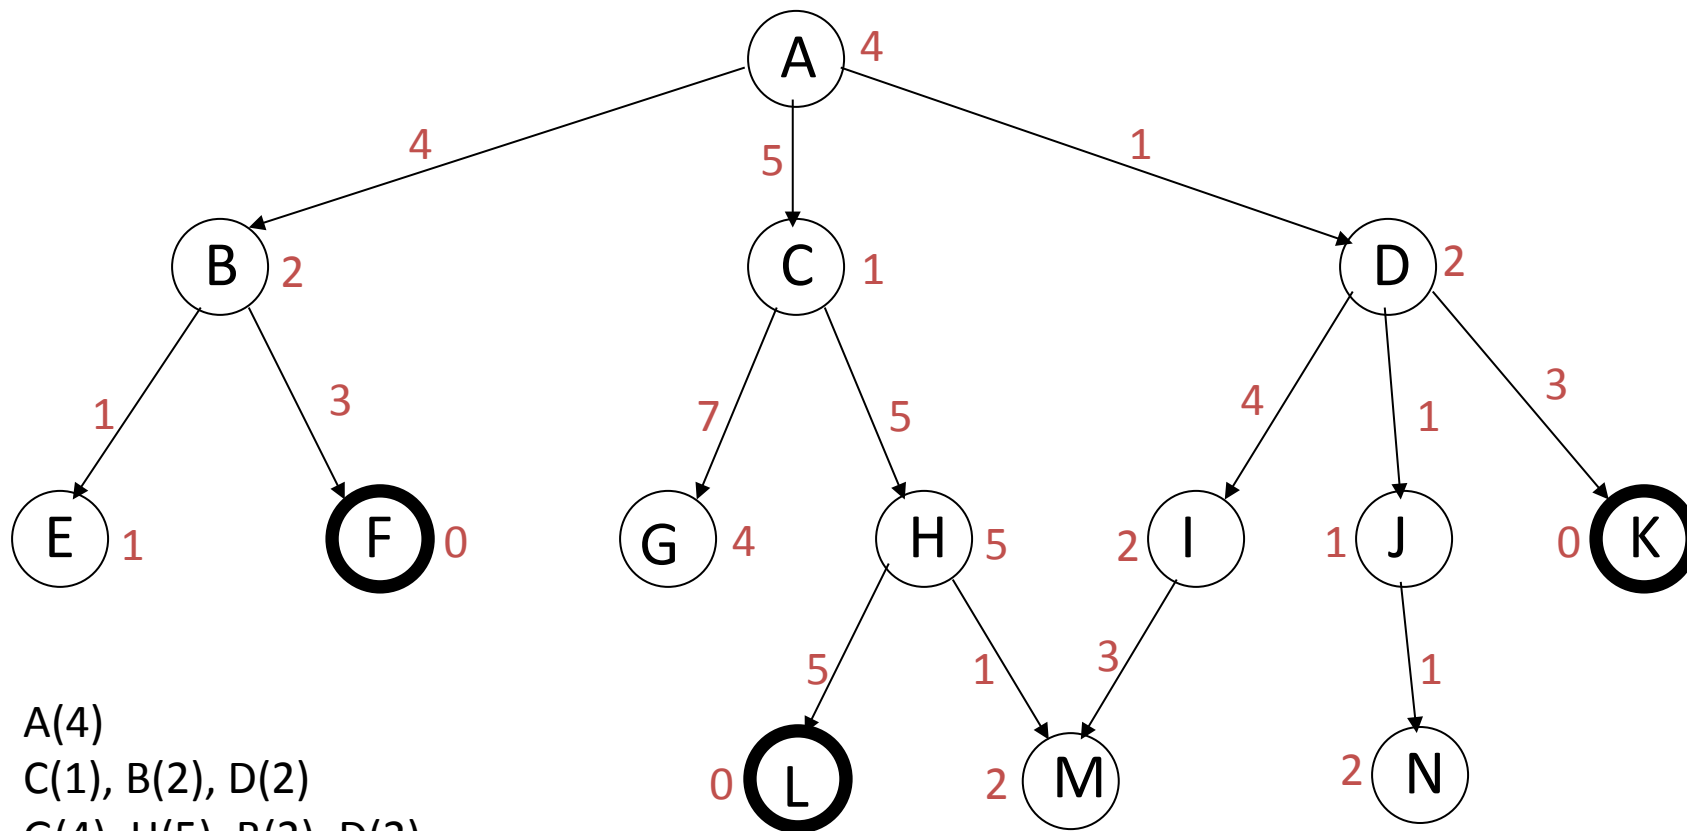 A 4
4 5 1
B 2 C 1 D 2
1 3 7 5 4 1 3
E 1 F 0 G 4 H 5 2 I 1 J 0 K
5 1 3 1
0 L 2 M 2 N
A(4)
C(1), B(2), D(2)